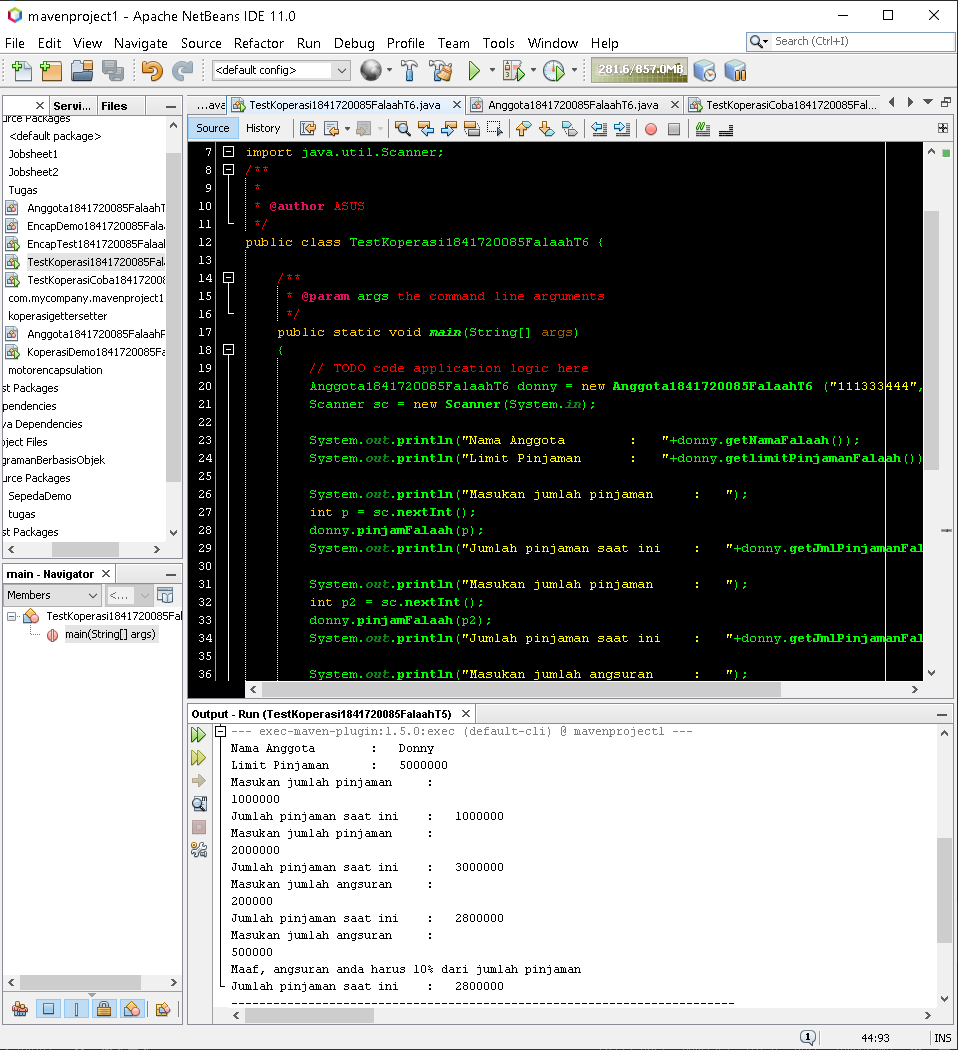 mavenproject1 - Apache NetBeans IDE 11.0
File Edit View Navigate Source Refactor Run Debug Profile Team Tools Window Help
Search (Ctrl+I)
<default config>
281.6/857.0MB
Servi... Files
rce Packages
<default package>
Jobsheet1
Jobsheet2
Tugas
Anggota1841720085FalaahT
EncapDemo1841720085Fala
EncapTest1841720085Falaa
TestKoperasi1841720085Fal
TestKoperasiCoba18417200
com.mycompany.mavenproject1
koperasigettersetter
Anggota1841720085FalaahF
KoperasiDemo1841720085Fa
motorencapsulation
st Packages
pendencies
va Dependencies
oject Files
gramanBerbasisObjek
urce Packages
SepedaDemo
tugas
st Packages
main - Navigator
Members
<...
TestKoperasi1841720085Fal
main(String[] args)
...ava TestKoperasi1841720085FalaahT6.java Anggota1841720085FalaahT6.java TestKoperasiCoba1841720085Fal...
Source History
7 import java.util.Scanner;
8 /**
9 *
10 * @author ASUS
11 */
12 public class TestKoperasi1841720085FalaahT6 {
13
14 /**
15 * @param args the command line arguments
16 */
17 public static void main(String[] args)
18 {
19 // TODO code application logic here
20 Anggota1841720085FalaahT6 donny = new Anggota1841720085FalaahT6 ("111333444",
21 Scanner sc = new Scanner(System.in);
22
23 System.out.println("Nama Anggota : "+donny.getNamaFalaah());
24 System.out.println("Limit Pinjaman : "+donny.getlimitPinjamanFalaah())
25
26 System.out.println("Masukan jumlah pinjaman : ");
27 int p = sc.nextInt();
28 donny.pinjamFalaah(p);
29 System.out.println("Jumlah pinjaman saat ini : "+donny.getJmlPinjamanFal
30
31 System.out.println("Masukan jumlah pinjaman : ");
32 int p2 = sc.nextInt();
33 donny.pinjamFalaah(p2);
34 System.out.println("Jumlah pinjaman saat ini : "+donny.getJmlPinjamanFal
35
36 System.out.println("Masukan jumlah angsuran : ");
Output - Run (TestKoperasi1841720085FalaahT5)
--- exec-maven-plugin:1.5.0:exec (default-cli) @ mavenproject1 ---
Nama Anggota : Donny
Limit Pinjaman : 5000000
Masukan jumlah pinjaman :
1000000
Jumlah pinjaman saat ini : 1000000
Masukan jumlah pinjaman :
2000000
Jumlah pinjaman saat ini : 3000000
Masukan jumlah angsuran :
200000
Jumlah pinjaman saat ini : 2800000
Masukan jumlah angsuran :
500000
Maaf, angsuran anda harus 10% dari jumlah pinjaman
Jumlah pinjaman saat ini : 2800000
------------------------------------------------------------------------
1 44:93 INS